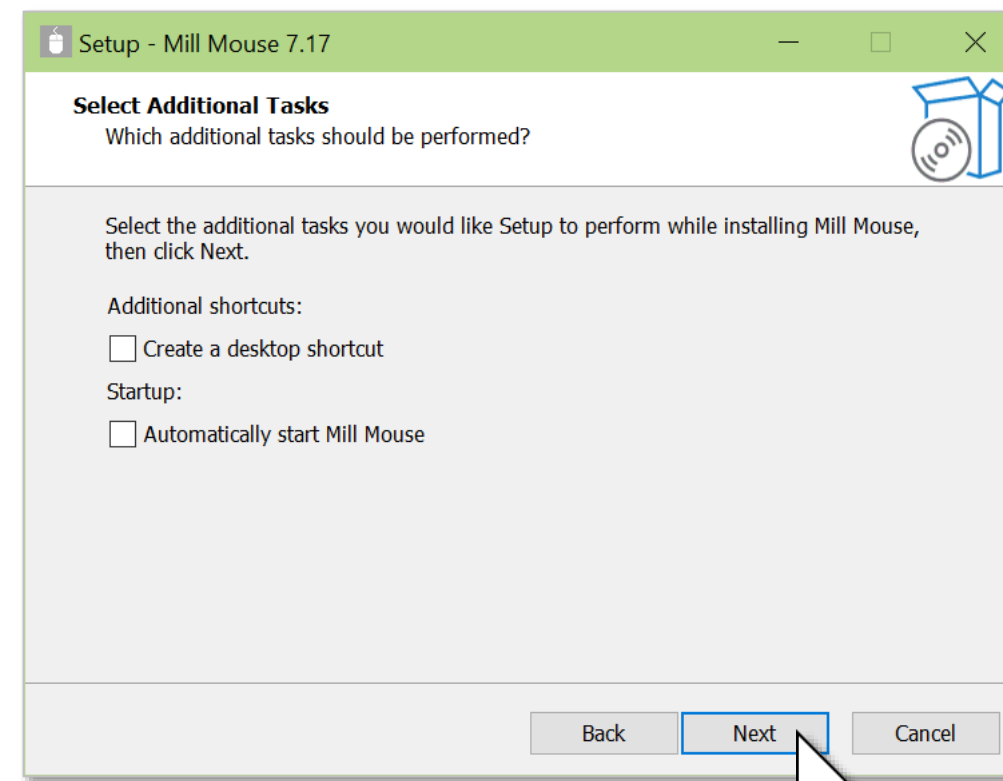 Setup - Mill Mouse 7.17
Select Additional Tasks
Which additional tasks should be performed?
Select the additional tasks you would like Setup to perform while installing Mill Mouse,
then click Next.
Additional shortcuts:
Create a desktop shortcut
Startup:
Automatically start Mill Mouse
Back Next Cancel